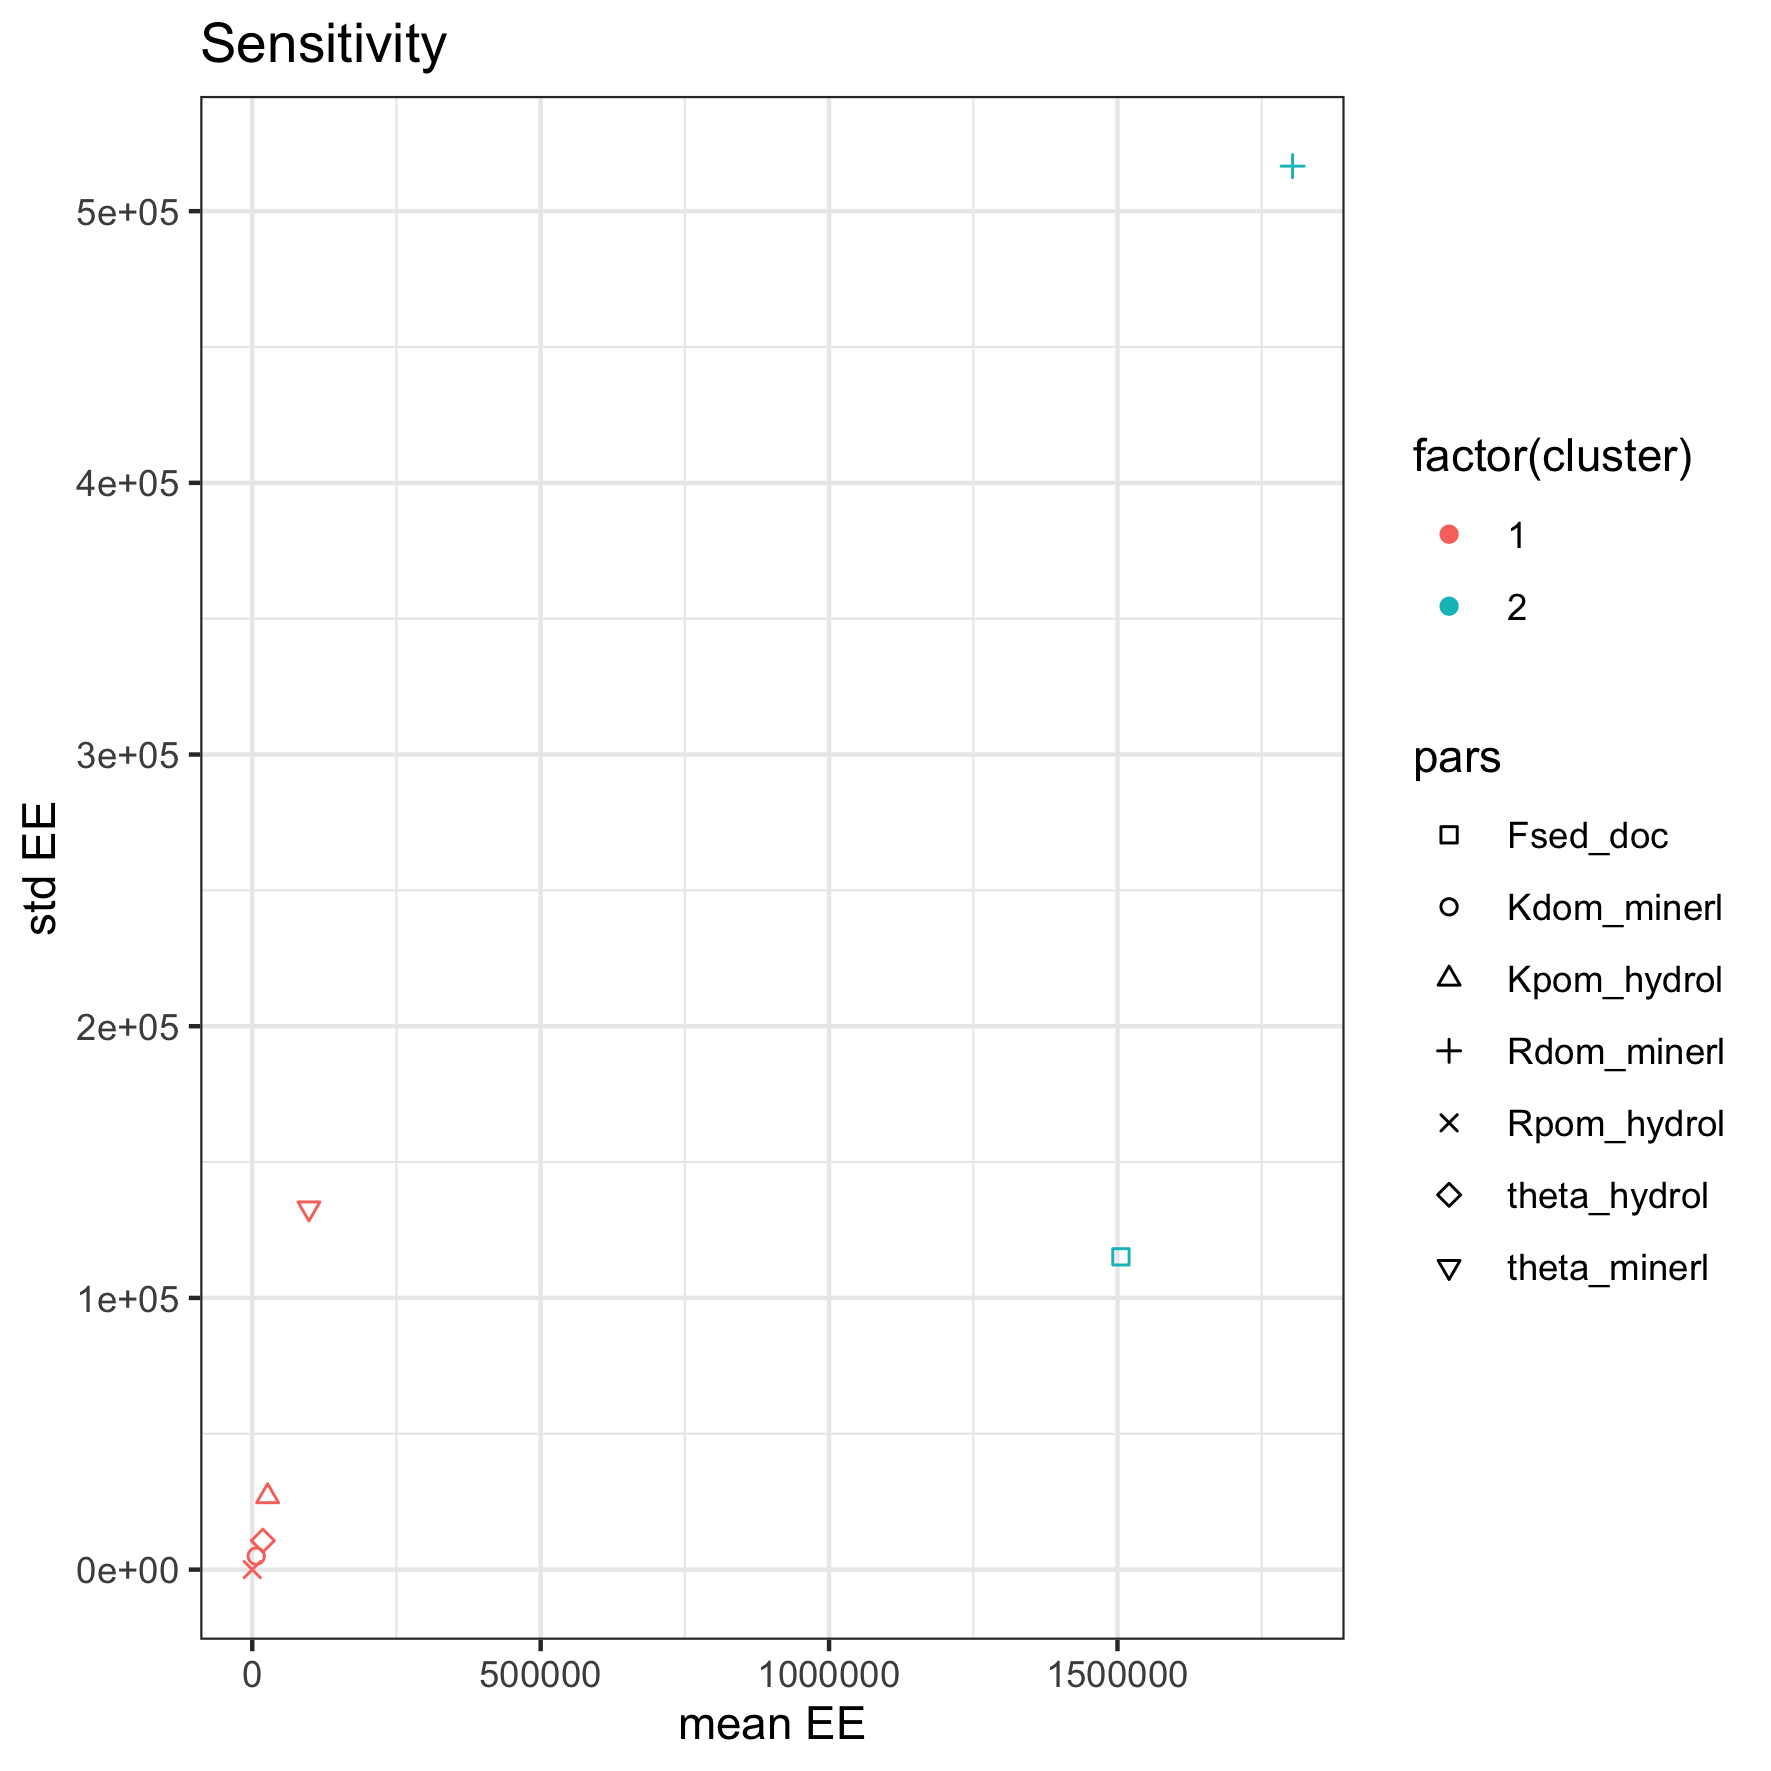 Sensitivity
5e+05
4e+05
3e+05
2e+05
1e+05
0e+00
std EE
0
500000
1000000
1500000
mean EE
factor(cluster)
1
2
pars
Fsed_doc
Kdom_minerl
Kpom_hydrol
Rdom_minerl
Rpom_hydrol
theta_hydrol
theta_minerl